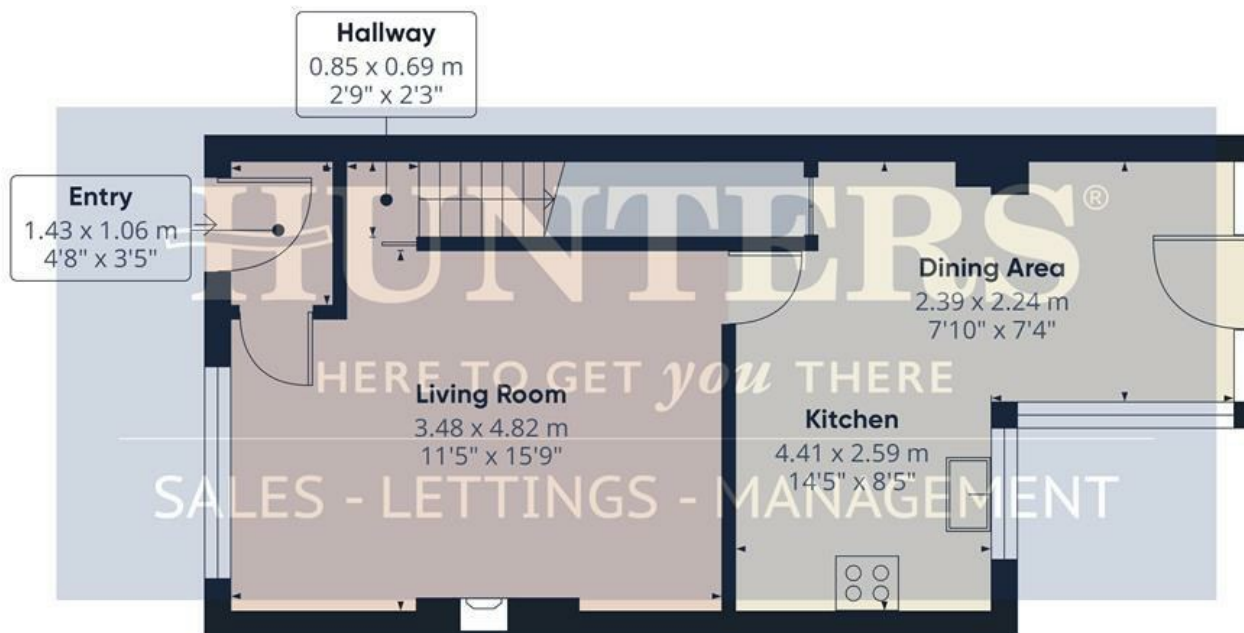 Hallway
0.85 x 0.69 m
2'9" x 2'3"
Entry
1.43 x 1.06 m
4'8" x 3'5"
HUNTERS®
Dining Area
2.39 x 2.24 m
7'10" x 7'4"
HERE TO GET you THERE
Living Room
3.48 x 4.82 m
11'5" x 15'9"
Kitchen
4.41 x 2.59 m
14'5" x 8'5"
SALES - LETTINGS - MANAGEMENT